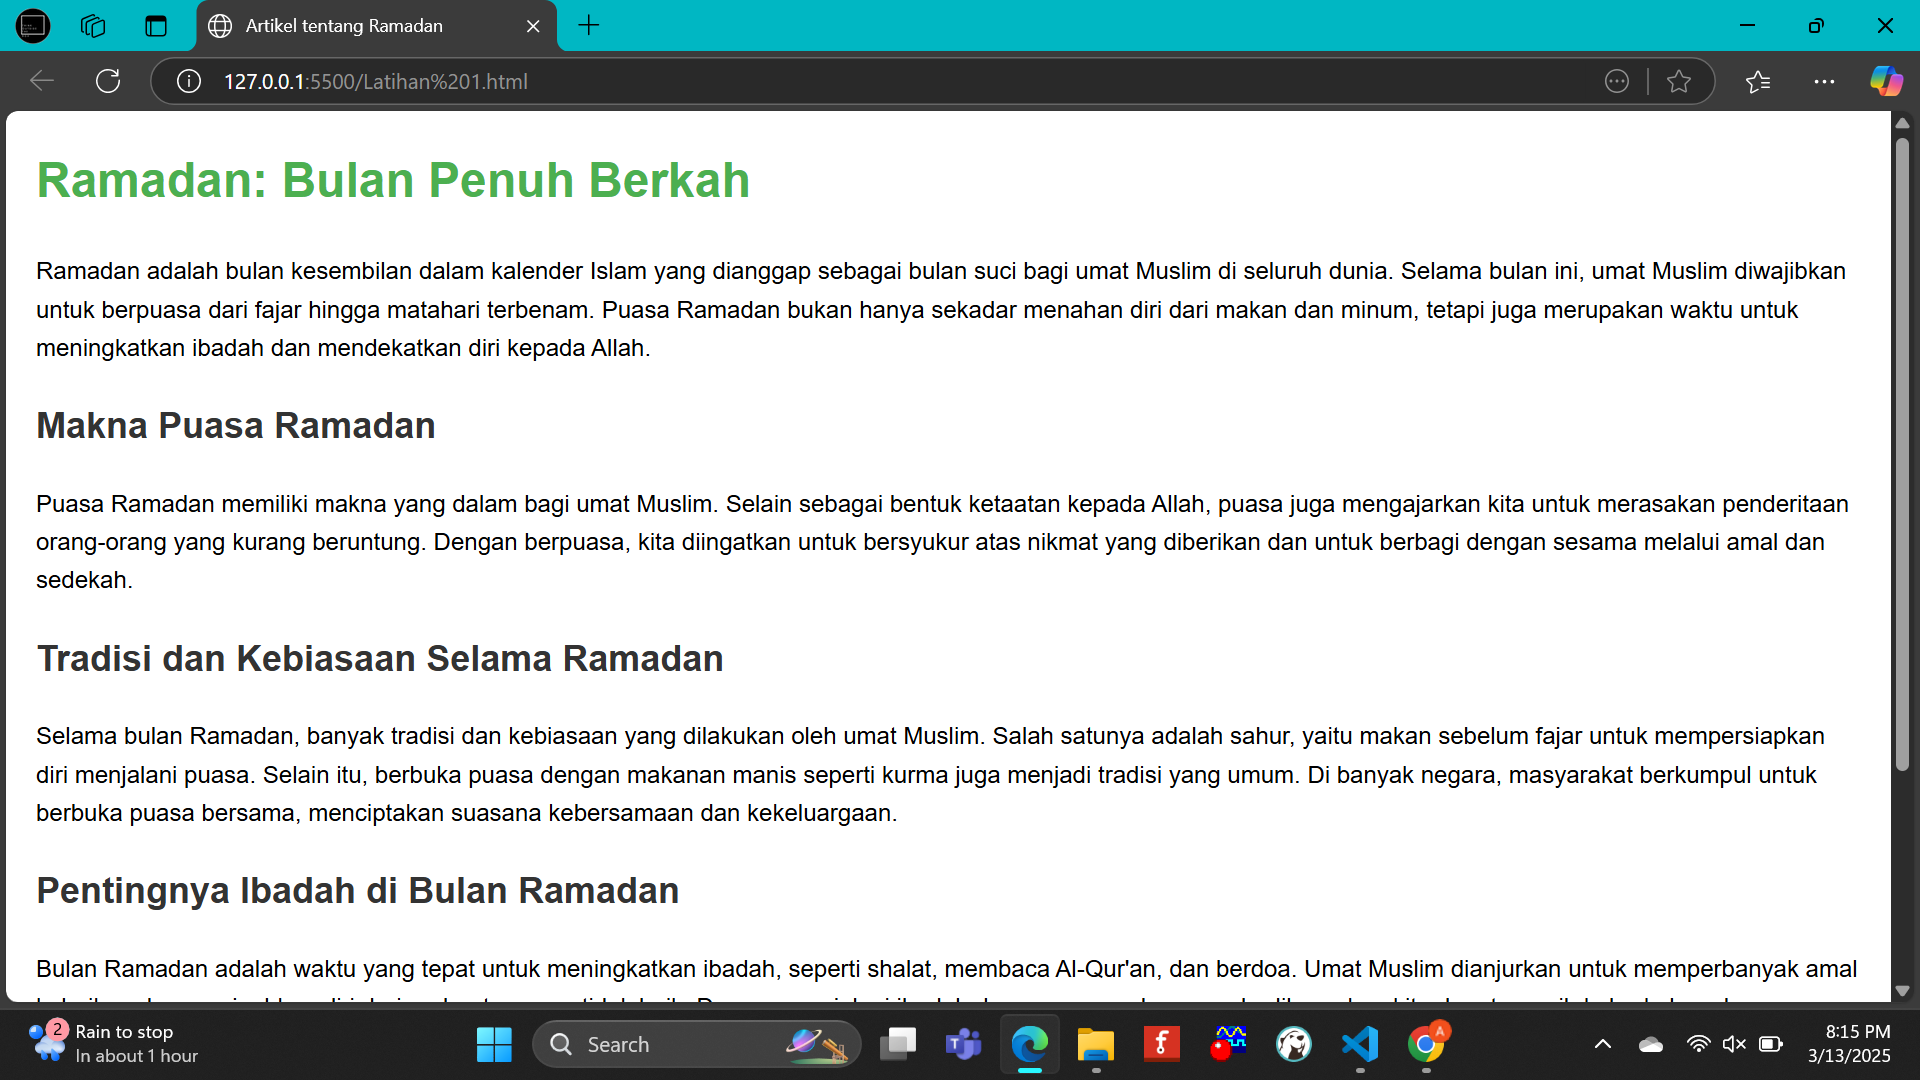 Artikel tentang Ramadan
127.0.0.1:5500/Latihan%201.html
Ramadan: Bulan Penuh Berkah
Ramadan adalah bulan kesembilan dalam kalender Islam yang dianggap sebagai bulan suci bagi umat Muslim di seluruh dunia. Selama bulan ini, umat Muslim diwajibkan
untuk berpuasa dari fajar hingga matahari terbenam. Puasa Ramadan bukan hanya sekadar menahan diri dari makan dan minum, tetapi juga merupakan waktu untuk
meningkatkan ibadah dan mendekatkan diri kepada Allah.
Makna Puasa Ramadan
Puasa Ramadan memiliki makna yang dalam bagi umat Muslim. Selain sebagai bentuk ketaatan kepada Allah, puasa juga mengajarkan kita untuk merasakan penderitaan
orang-orang yang kurang beruntung. Dengan berpuasa, kita diingatkan untuk bersyukur atas nikmat yang diberikan dan untuk berbagi dengan sesama melalui amal dan
sedekah.
Tradisi dan Kebiasaan Selama Ramadan
Selama bulan Ramadan, banyak tradisi dan kebiasaan yang dilakukan oleh umat Muslim. Salah satunya adalah sahur, yaitu makan sebelum fajar untuk mempersiapkan
diri menjalani puasa. Selain itu, berbuka puasa dengan makanan manis seperti kurma juga menjadi tradisi yang umum. Di banyak negara, masyarakat berkumpul untuk
berbuka puasa bersama, menciptakan suasana kebersamaan dan kekeluargaan.
Pentingnya Ibadah di Bulan Ramadan
Bulan Ramadan adalah waktu yang tepat untuk meningkatkan ibadah, seperti shalat, membaca Al-Qur'an, dan berdoa. Umat Muslim dianjurkan untuk memperbanyak amal
2
Rain to stop
In about 1 hour
Search
A
8:15 PM
3/13/2025